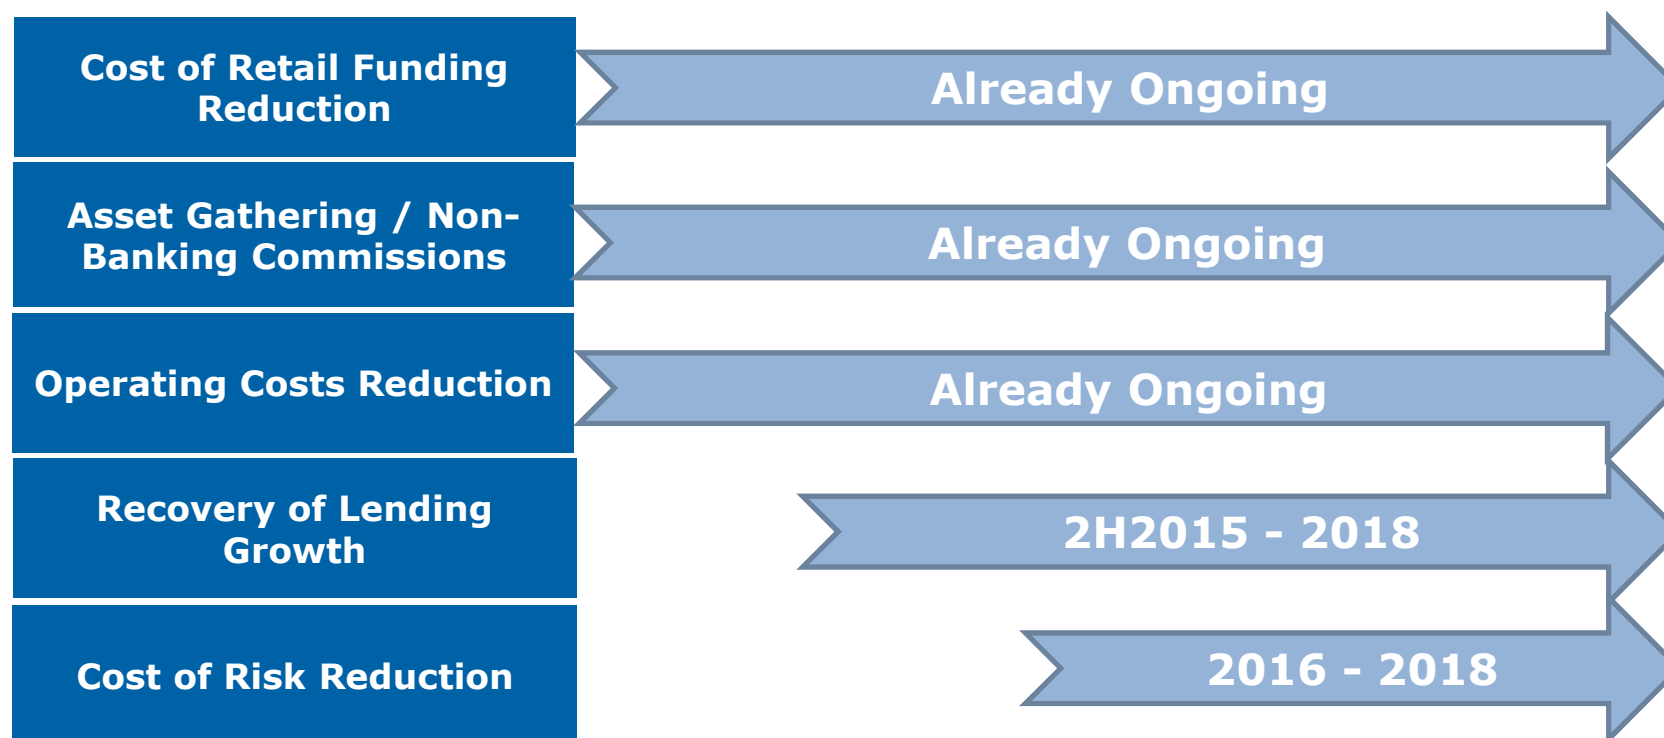 Cost of Retail Funding
Reduction
Already Ongoing
Asset Gathering / Non-
Banking Commissions
Already Ongoing
Operating Costs Reduction
Already Ongoing
Recovery of Lending
Growth
2H2015 - 2018
Cost of Risk Reduction
2016 - 2018